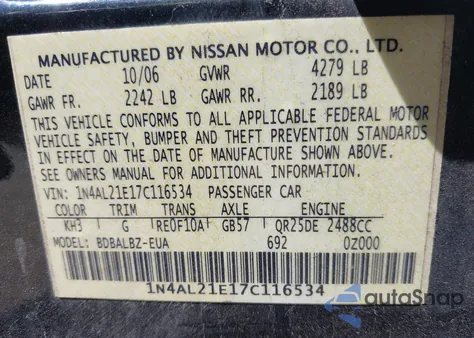 MANUFACTURED BY NISSAN MOTOR CO., LTD.
DATE 10/06 GVWR 4279 LB
GAWR FR. 2242 LB GAWR RR. 2189 LB
THIS VEHICLE CONFORMS TO ALL APPLICABLE FEDERAL MOTOR
VEHICLE SAFETY, BUMPER AND THEFT PREVENTION STANDARDS
IN EFFECT ON THE DATE OF MANUFACTURE SHOWN ABOVE.
SEE OWNERS MANUAL FOR ADDITIONAL INFORMATION.
VIN: 1N4AL21E17C116534 PASSENGER CAR
COLOR TRIM TRANS AXLE ENGINE
KH3 G RE0F10A GB57 QR25DE 2488CC
MODEL: BDBALBZ-EUA 692 0Z000
1N4AL21E17C116534
autoSnap